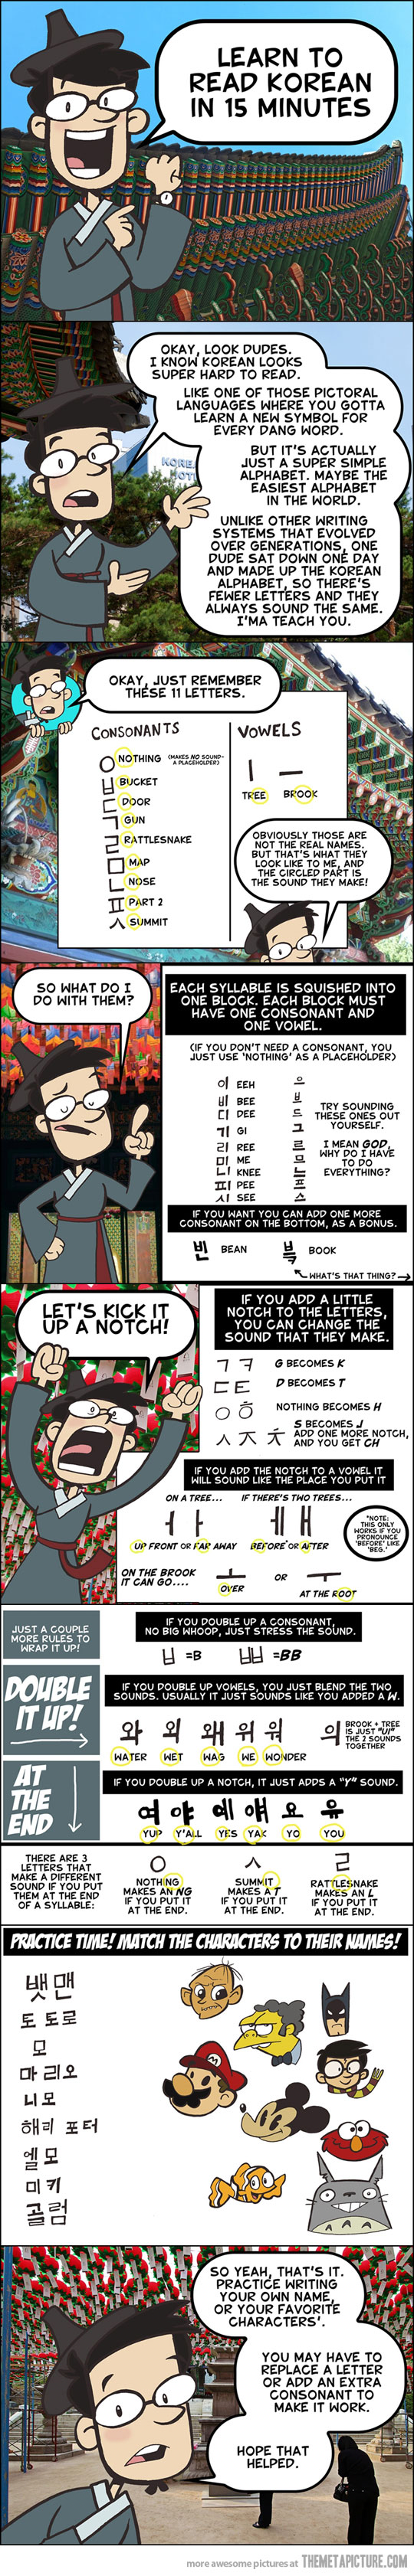 LEARN TO
READ KOREAN
IN 15 MINUTES
OKAY, LOOK DUDES.
I KNOW KOREAN LOOKS
SUPER HARD TO READ.
LIKE ONE OF THOSE PICTORAL
LANGUAGES WHERE YOU GOTTA
LEARN A NEW SYMBOL FOR
EVERY DANG WORD.
BUT IT'S ACTUALLY
JUST A SUPER SIMPLE
ALPHABET. MAYBE THE
EASIEST ALPHABET
IN THE WORLD.
UNLIKE OTHER WRITING
SYSTEMS THAT EVOLVED
OVER GENERATIONS, ONE
DUDE SAT DOWN ONE DAY
AND MADE UP THE KOREAN
ALPHABET, SO THERE'S
FEWER LETTERS AND THEY
ALWAYS SOUND THE SAME.
I'MA TEACH YOU.
OKAY, JUST REMEMBER
THESE 11 LETTERS.
CONSONANTS
ㅇ NOTHING (MAKES NO SOUND-
A PLACEHOLDER)
ㅂ BUCKET
ㄷ DOOR
ㄱ GUN
ㄹ RATTLESNAKE
ㅁ MAP
ㄴ NOSE
ㅍ PART 2
ㅅ SUMMIT
VOWELS
ㅣ ㅡ
TREE BROOK
OBVIOUSLY THOSE ARE
NOT THE REAL NAMES.
BUT THAT'S WHAT THEY
LOOK LIKE TO ME, AND
THE CIRCLED PART IS
THE SOUND THEY MAKE!
SO WHAT DO I
DO WITH THEM?
EACH SYLLABLE IS SQUISHED INTO
ONE BLOCK. EACH BLOCK MUST
HAVE ONE CONSONANT AND
ONE VOWEL.
(IF YOU DON'T NEED A CONSONANT, YOU
JUST USE 'NOTHING' AS A PLACEHOLDER)
이 EEH 으
비 BEE 브
디 DEE 드
기 GI 그
리 REE 르
미 ME 므
니 KNEE 느
피 PEE 프
시 SEE 스
TRY SOUNDING
THESE ONES OUT
YOURSELF.
I MEAN GOD,
WHY DO I HAVE
TO DO
EVERYTHING?
IF YOU WANT YOU CAN ADD ONE MORE
CONSONANT ON THE BOTTOM, AS A BONUS.
빈 BEAN 븍 BOOK
WHAT'S THAT THING?
LET'S KICK IT
UP A NOTCH!
IF YOU ADD A LITTLE
NOTCH TO THE LETTERS,
YOU CAN CHANGE THE
SOUND THAT THEY MAKE.
ㄱ ㅋ G BECOMES K
ㄷ ㅌ D BECOMES T
ㅇ ㅎ NOTHING BECOMES H
ㅅ ㅈ ㅊ S BECOMES J
ADD ONE MORE NOTCH,
AND YOU GET CH
IF YOU ADD THE NOTCH TO A VOWEL IT
WILL SOUND LIKE THE PLACE YOU PUT IT
ON A TREE... IF THERE'S TWO TREES...
ㅓ ㅏ ㅔ ㅐ
UP FRONT OR FAR AWAY BEFORE* OR AFTER
*NOTE:
THIS ONLY
WORKS IF YOU
PRONOUNCE
'BEFORE' LIKE
'BEG.'
ON THE BROOK
IT CAN GO....
ㅗ OR ㅜ
OVER AT THE ROOT
JUST A COUPLE
MORE RULES TO
WRAP IT UP!
IF YOU DOUBLE UP A CONSONANT,
NO BIG WHOOP, JUST STRESS THE SOUND.
ㅂ =B ㅃ =BB
DOUBLE
IT UP!
IF YOU DOUBLE UP VOWELS, YOU JUST BLEND THE TWO
SOUNDS. USUALLY IT JUST SOUNDS LIKE YOU ADDED A W.
와 외 왜 위 워 의
WATER WET WAG WE WONDER
BROOK + TREE
IS JUST "UI"
THE 2 SOUNDS
TOGETHER
IF YOU DOUBLE UP A NOTCH, IT JUST ADDS A "Y" SOUND.
여 야 예 얘 요 유
YUP Y'ALL YES YAK YO YOU
AT
THE
END
THERE ARE 3
LETTERS THAT
MAKE A DIFFERENT
SOUND IF YOU PUT
THEM AT THE END
OF A SYLLABLE:
ㅇ
NOTHING
MAKES AN NG
IF YOU PUT IT
AT THE END.
ㅅ
SUMMIT
MAKES A T
IF YOU PUT IT
AT THE END.
ㄹ
RATTLESNAKE
MAKES AN L
IF YOU PUT IT
AT THE END.
PRACTICE TIME! MATCH THE CHARACTERS TO THEIR NAMES!
뱃맨
토토로
모
마리오
니모
해리 포터
엘모
미키
골럼
SO YEAH, THAT'S IT.
PRACTICE WRITING
YOUR OWN NAME,
OR YOUR FAVORITE
CHARACTERS'.
YOU MAY HAVE TO
REPLACE A LETTER
OR ADD AN EXTRA
CONSONANT TO
MAKE IT WORK.
HOPE THAT
HELPED.
more awesome pictures at THEMETAPICTURE.COM